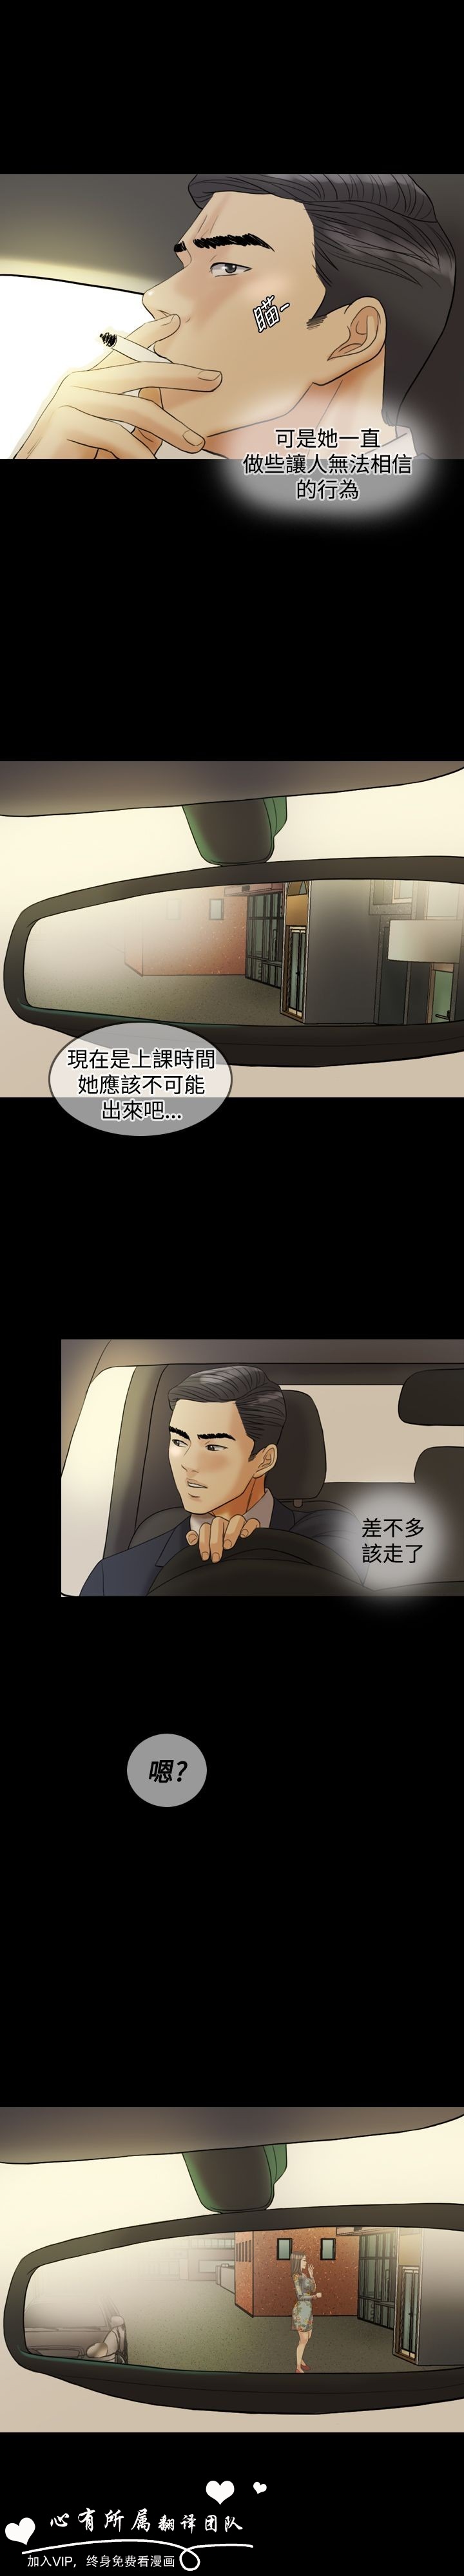 瞄-
可是她一直
做些讓人無法相信
的行為
現在是上課時間
她應該不可能
出來吧...
差不多
該走了
嗯?
心有所属翻译团队
加入VIP，终身免费看漫画